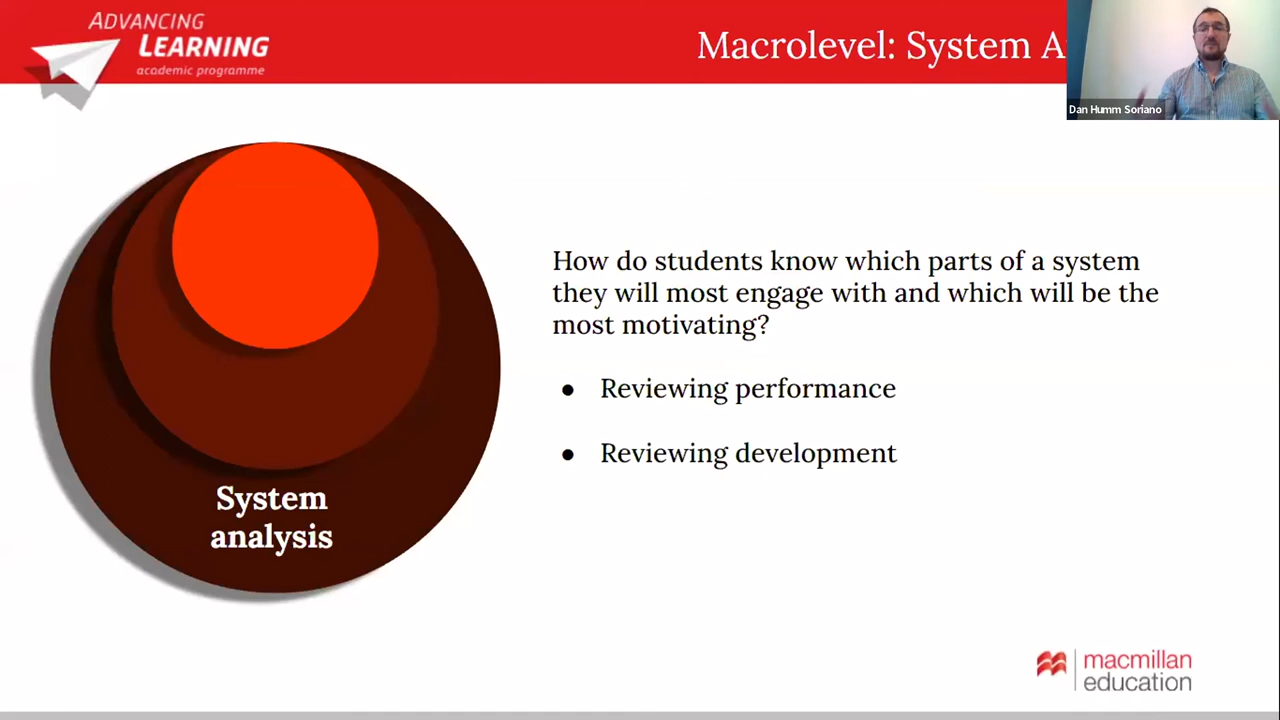 ADVANCING
LEARNING
academic programme
Macrolevel: System A
Dan Humm Soriano
How do students know which parts of a system
they will most engage with and which will be the
most motivating?
● Reviewing performance
● Reviewing development
System
analysis
macmillan
education